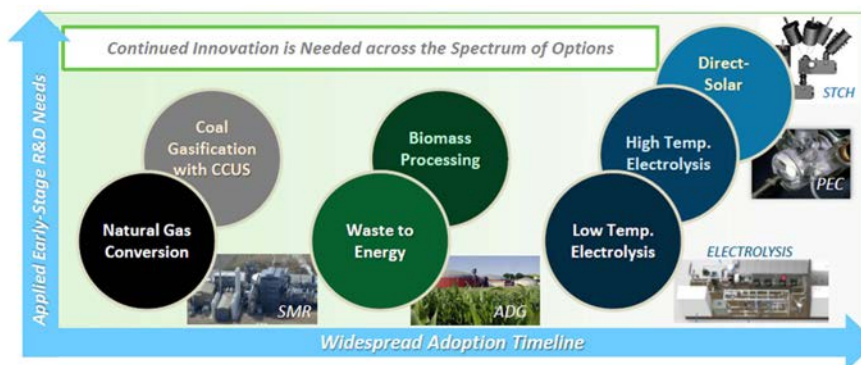 Continued Innovation is Needed across the Spectrum of Options
Applied Early-Stage R&D Needs
Direct-
Solar
STCH
Coal
Gasification
with CCUS
Biomass
Processing
High Temp.
Electrolysis
PEC
Natural Gas
Conversion
Waste to
Energy
Low Temp.
Electrolysis
ELECTROLYSIS
SMR
ADG
Widespread Adoption Timeline